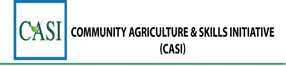 CASI
COMMUNITY AGRICULTURE & SKILLS INITIATIVE
(CASI)